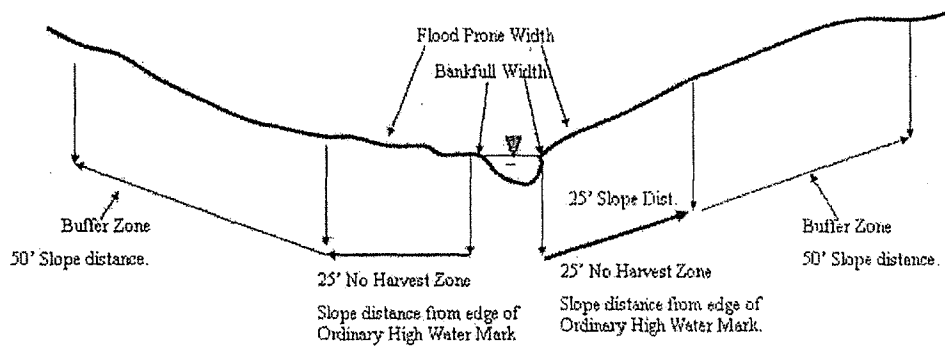 Flood Prone Width
Bankfull Width
25' Slope Dist.
Buffer Zone
50' Slope distance.
Buffer Zone
50' Slope distance.
25' No Harvest Zone
Slope distance from edge of
Ordinary High Water Mark
25' No Harvest Zone
Slope distance from edge of
Ordinary High Water Mark.